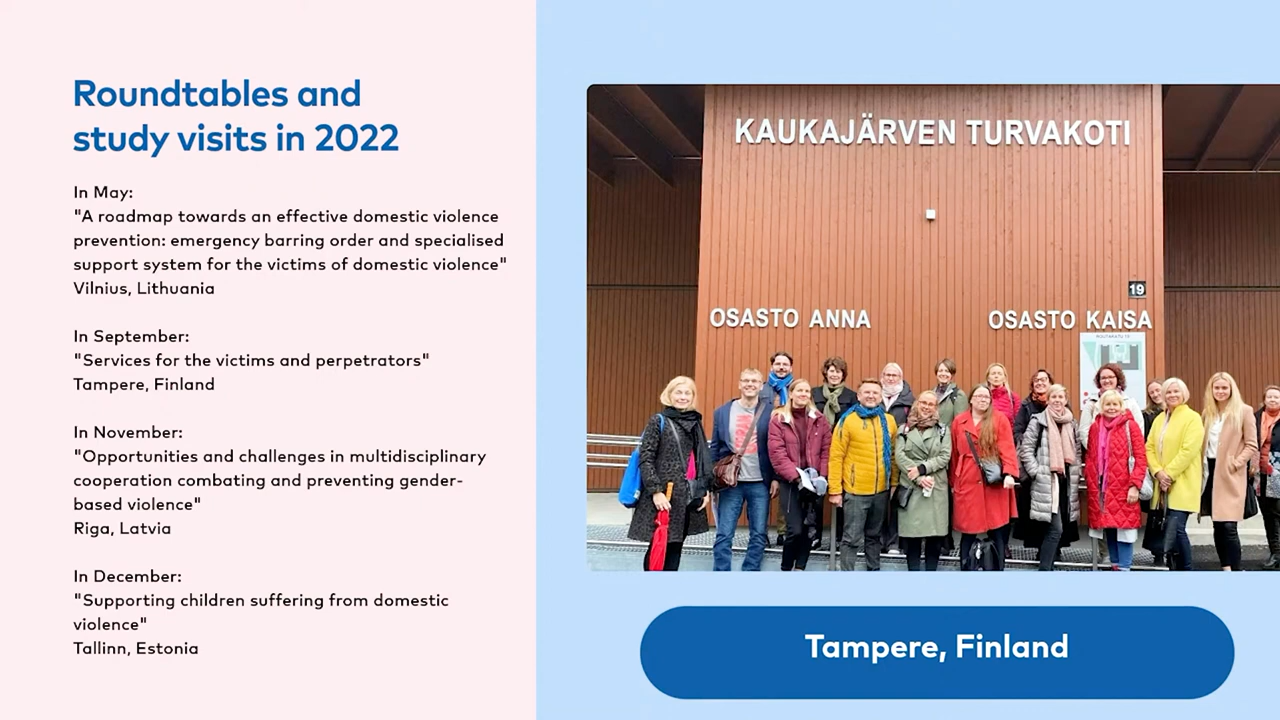 Roundtables and
study visits in 2022
In May:
"A roadmap towards an effective domestic violence
prevention: emergency barring order and specialised
support system for the victims of domestic violence"
Vilnius, Lithuania
In September:
"Services for the victims and perpetrators"
Tampere, Finland
In November:
"Opportunities and challenges in multidisciplinary
cooperation combating and preventing gender-
based violence"
Riga, Latvia
In December:
"Supporting children suffering from domestic
violence"
Tallinn, Estonia
KAUKAJÄRVEN TURVAKOTI
19
OSASTO ANNA
OSASTO KAISA
Tampere, Finland